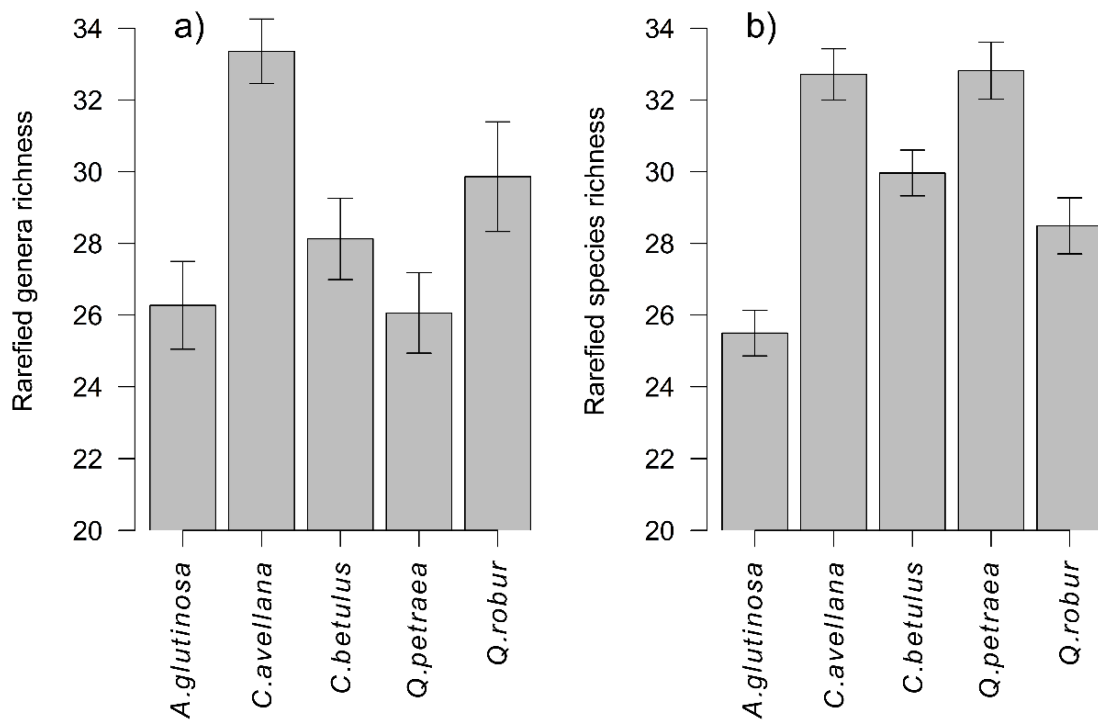 a)
Rarefied genera richness
34
32
30
28
26
24
22
20
A.glutinosa
C.avellana
C.betulus
Q.petraea
Q.robur
b)
Rarefied species richness
34
32
30
28
26
24
22
20
A.glutinosa
C.avellana
C.betulus
Q.petraea
Q.robur